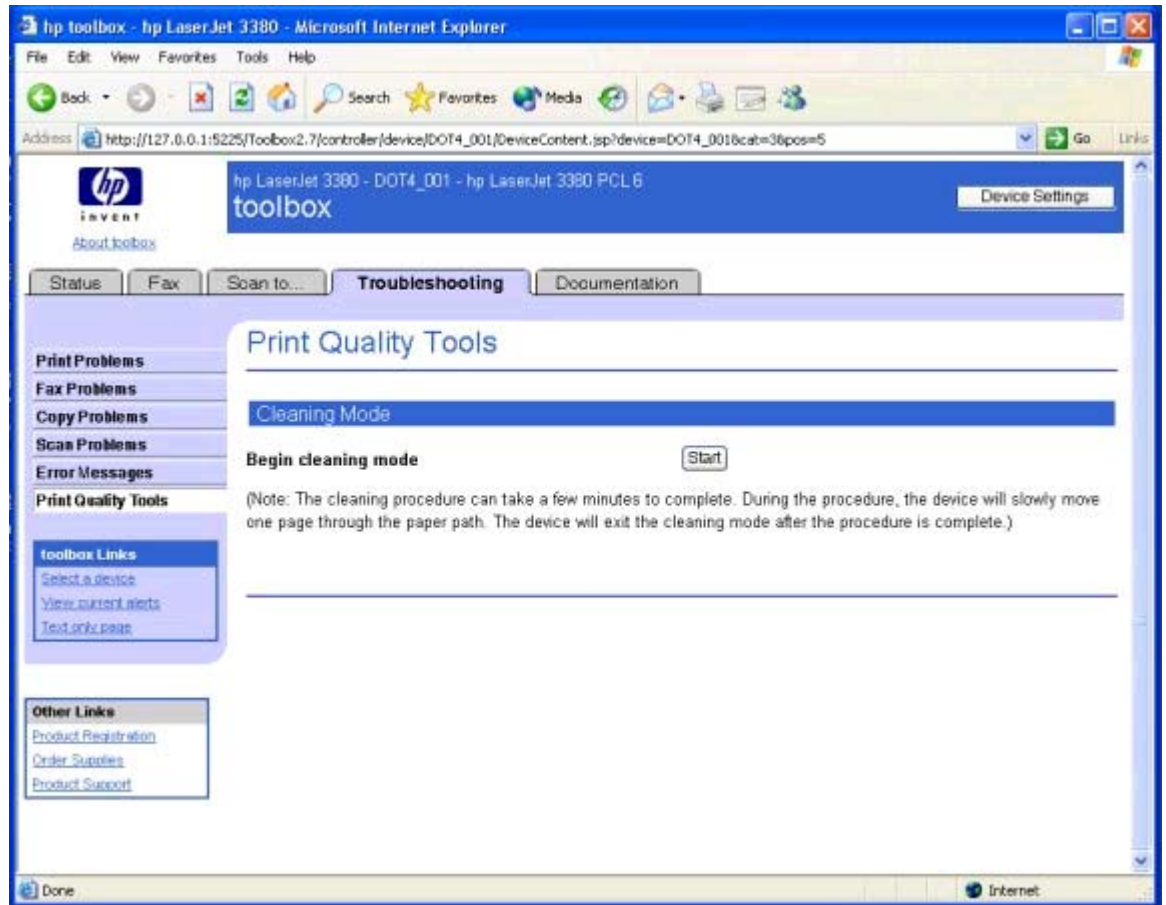 hp toolbox - hp LaserJet 3380 - Microsoft Internet Explorer
File Edit View Favorites Tools Help
Back Search Favorites Media
Address http://127.0.0.1:5225/Toolbox2.7/controller/device/DOT4_001/DeviceContent.jsp?device=DOT4_001&cat=3&pos=5 Go Links
hp
invent
About toolbox
hp LaserJet 3380 - DOT4_001 - hp LaserJet 3380 PCL 6
toolbox
Device Settings
Status Fax Scan to... Troubleshooting Documentation
Print Problems
Fax Problems
Copy Problems
Scan Problems
Error Messages
Print Quality Tools
toolbox Links
Select a device
View current alerts
Text only page
Other Links
Product Registration
Order Supplies
Product Support
Print Quality Tools
Cleaning Mode
Begin cleaning mode Start
(Note: The cleaning procedure can take a few minutes to complete. During the procedure, the device will slowly move
one page through the paper path. The device will exit the cleaning mode after the procedure is complete.)
Done Internet